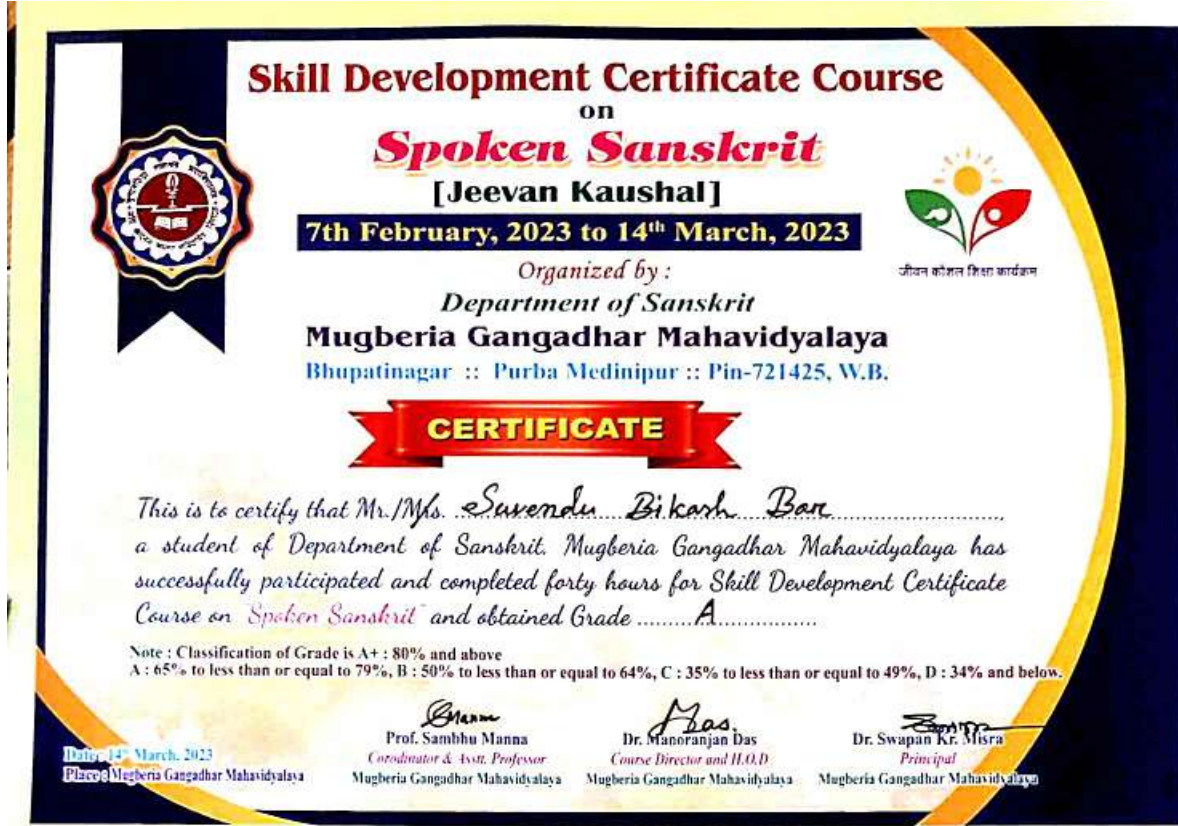 Skill Development Certificate Course
on
Spoken Sanskrit
[Jeevan Kaushal]
7th February, 2023 to 14th March, 2023
जीवन कौशल शिक्षा कार्यक्रम
Organized by :
Department of Sanskrit
Mugberia Gangadhar Mahavidyalaya
Bhupatinagar :: Purba Medinipur :: Pin-721425, W.B.
CERTIFICATE
This is to certify that Mr./Ms. Suvendu Bikash Bar
a student of Department of Sanskrit. Mugberia Gangadhar Mahavidyalaya has
successfully participated and completed forty hours for Skill Development Certificate
Course on "Spoken Sanskrit" and obtained Grade ......... A .................
Note : Classification of Grade is A+ : 80% and above
A : 65% to less than or equal to 79%, B : 50% to less than or equal to 64%, C : 35% to less than or equal to 49%, D : 34% and below.
Manna
Prof. Sambhu Manna
Corodinator & Asstt. Professor
Mugberia Gangadhar Mahavidyalaya
Das.
Dr. Manoranjan Das
Course Director and H.O.D
Mugberia Gangadhar Mahavidyalaya
Dr. Swapan Kr. Misra
Principal
Mugberia Gangadhar Mahavidyalaya
Date: 14th March, 2023
Place : Mugberia Gangadhar Mahavidyalaya